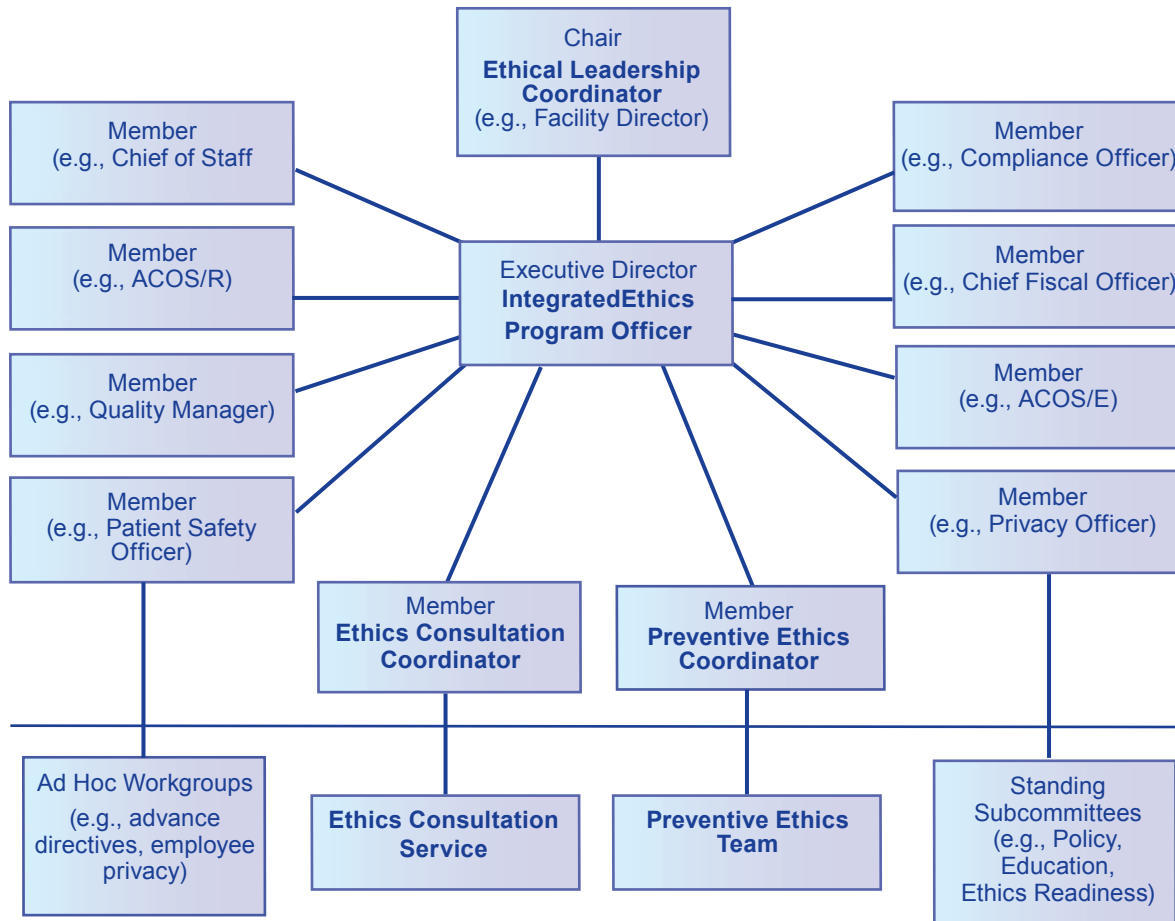 Chair
Ethical Leadership
Coordinator
(e.g., Facility Director)
Member
(e.g., Chief of Staff
Member
(e.g., Compliance Officer)
Member
(e.g., ACOS/R)
Executive Director
IntegratedEthics
Program Officer
Member
(e.g., Chief Fiscal Officer)
Member
(e.g., Quality Manager)
Member
(e.g., ACOS/E)
Member
(e.g., Patient Safety
Officer)
Member
(e.g., Privacy Officer)
Member
Ethics Consultation
Coordinator
Member
Preventive Ethics
Coordinator
Ad Hoc Workgroups
(e.g., advance
directives, employee
privacy)
Ethics Consultation
Service
Preventive Ethics
Team
Standing
Subcommittees
(e.g., Policy,
Education,
Ethics Readiness)